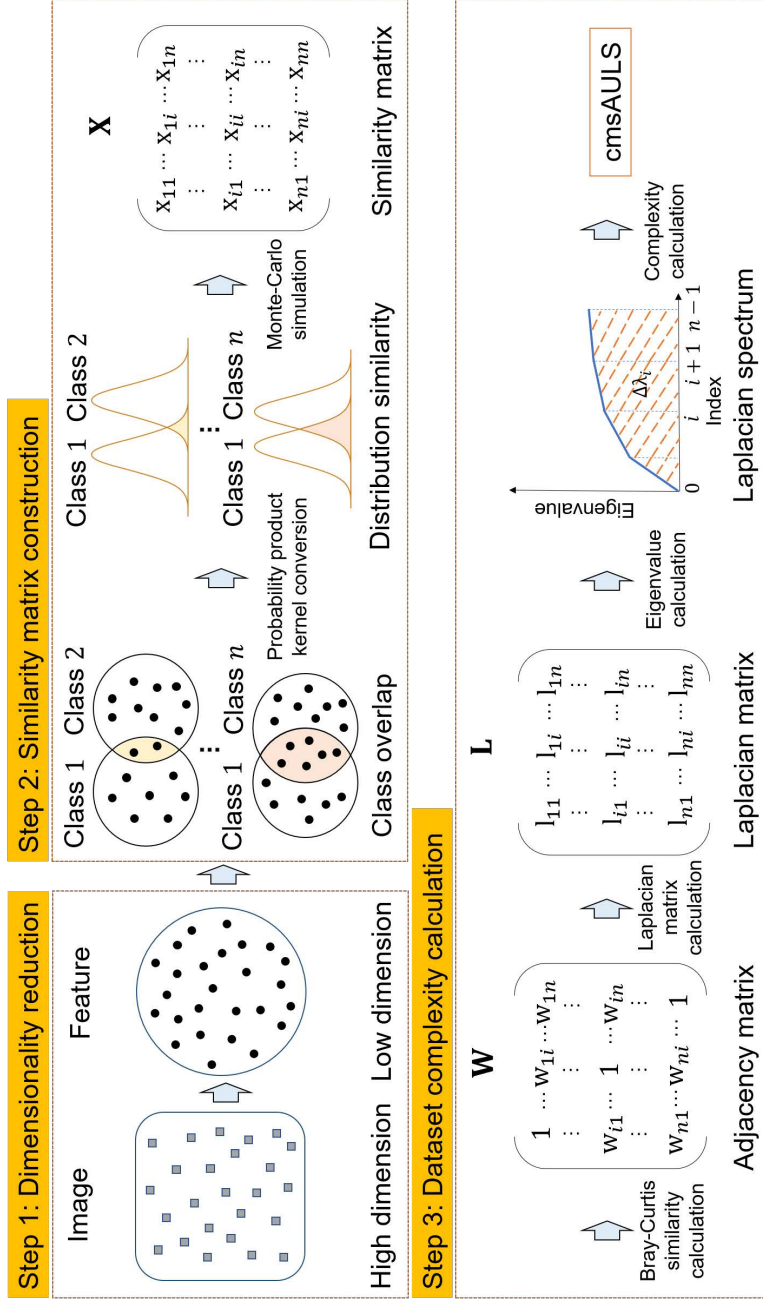 Step 1: Dimensionality reduction
Image
Feature
High dimension
Low dimension
Step 2: Similarity matrix construction
Class 1
Class 2
⋮
Class 1
Class n
Class overlap
Probability product
kernel conversion
Class 1
Class 2
⋮
Class 1
Class n
Distribution similarity
Monte-Carlo
simulation
X
x11 ⋯ x1i ⋯ x1n
⋮ ⋮ ⋮
xi1 ⋯ xii ⋯ xin
⋮ ⋮ ⋮
xn1 ⋯ xni ⋯ xnn
Similarity matrix
Step 3: Dataset complexity calculation
Bray-Curtis
similarity
calculation
W
1 ⋯ w1i ⋯ w1n
⋮ ⋮ ⋮
wi1 ⋯ 1 ⋯ win
⋮ ⋮ ⋮
wn1 ⋯ wni ⋯ 1
Adjacency matrix
Laplacian
matrix
calculation
L
l11 ⋯ l1i ⋯ l1n
⋮ ⋮ ⋮
li1 ⋯ lii ⋯ lin
⋮ ⋮ ⋮
ln1 ⋯ lni ⋯ lnn
Laplacian matrix
Eigenvalue
calculation
Eigenvalue
Δλi
0 i i + 1 n − 1
Index
Laplacian spectrum
Complexity
calculation
cmsAULS